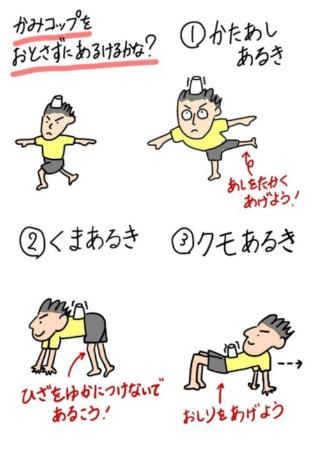 かみコップを
おとさずにあるけるかな?
①かたあし
あるき
あしをたかく
あげよう!
②くまあるき
③クモあるき
ひざをゆかにつけないで
あるこう!
おしりをあげよう